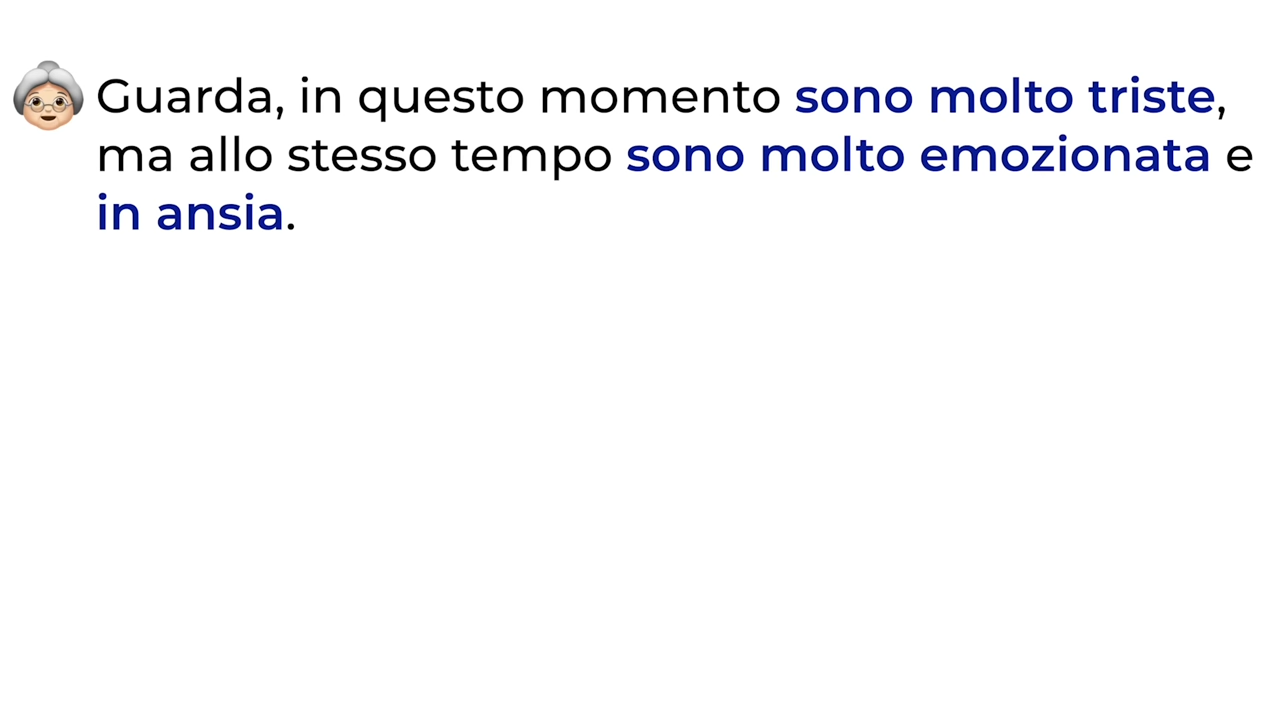 Guarda, in questo momento sono molto triste,
ma allo stesso tempo sono molto emozionata e
in ansia.